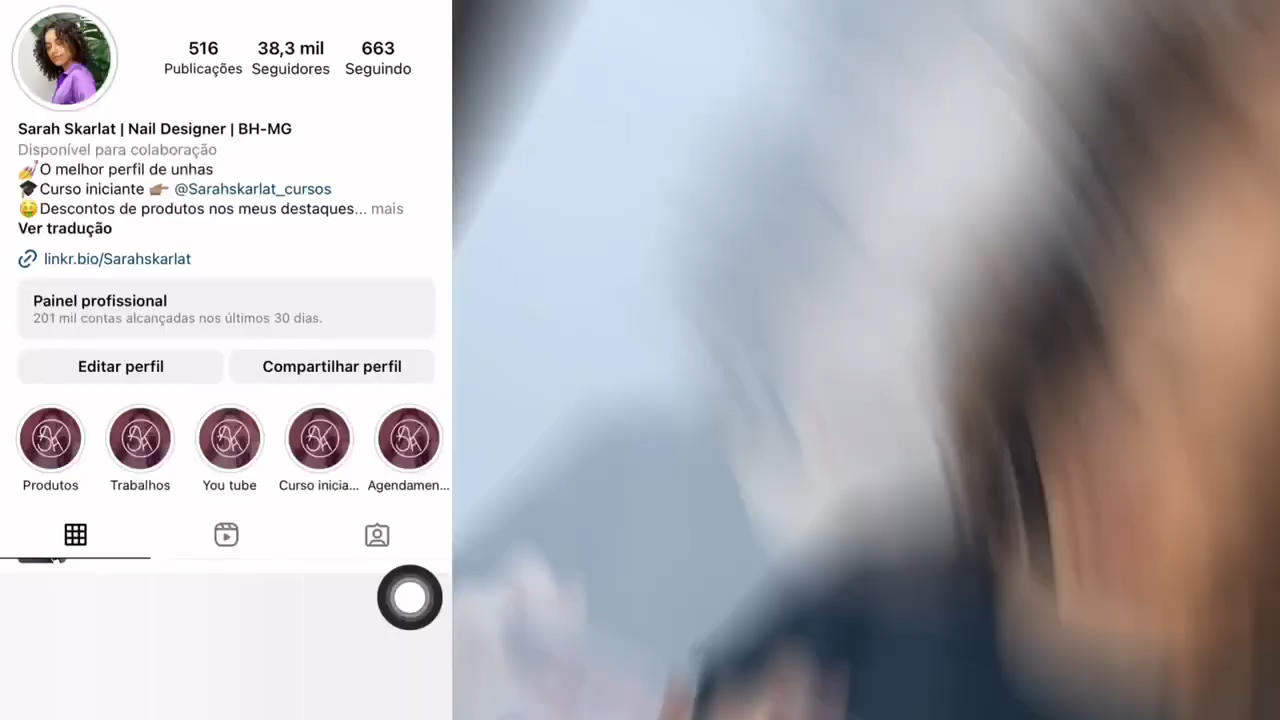 516
38,3 mil
663
Publicações
Seguidores
Seguindo
Sarah Skarlat | Nail Designer | BH-MG
Disponível para colaboração
💅🏼O melhor perfil de unhas
🎓Curso iniciante 👉🏽 @Sarahskarlat_cursos
🤑Descontos de produtos nos meus destaques... mais
Ver tradução
linkr.bio/Sarahskarlat
Painel profissional
201 mil contas alcançadas nos últimos 30 dias.
Editar perfil
Compartilhar perfil
Produtos
Trabalhos
You tube
Curso inicia...
Agendamen...